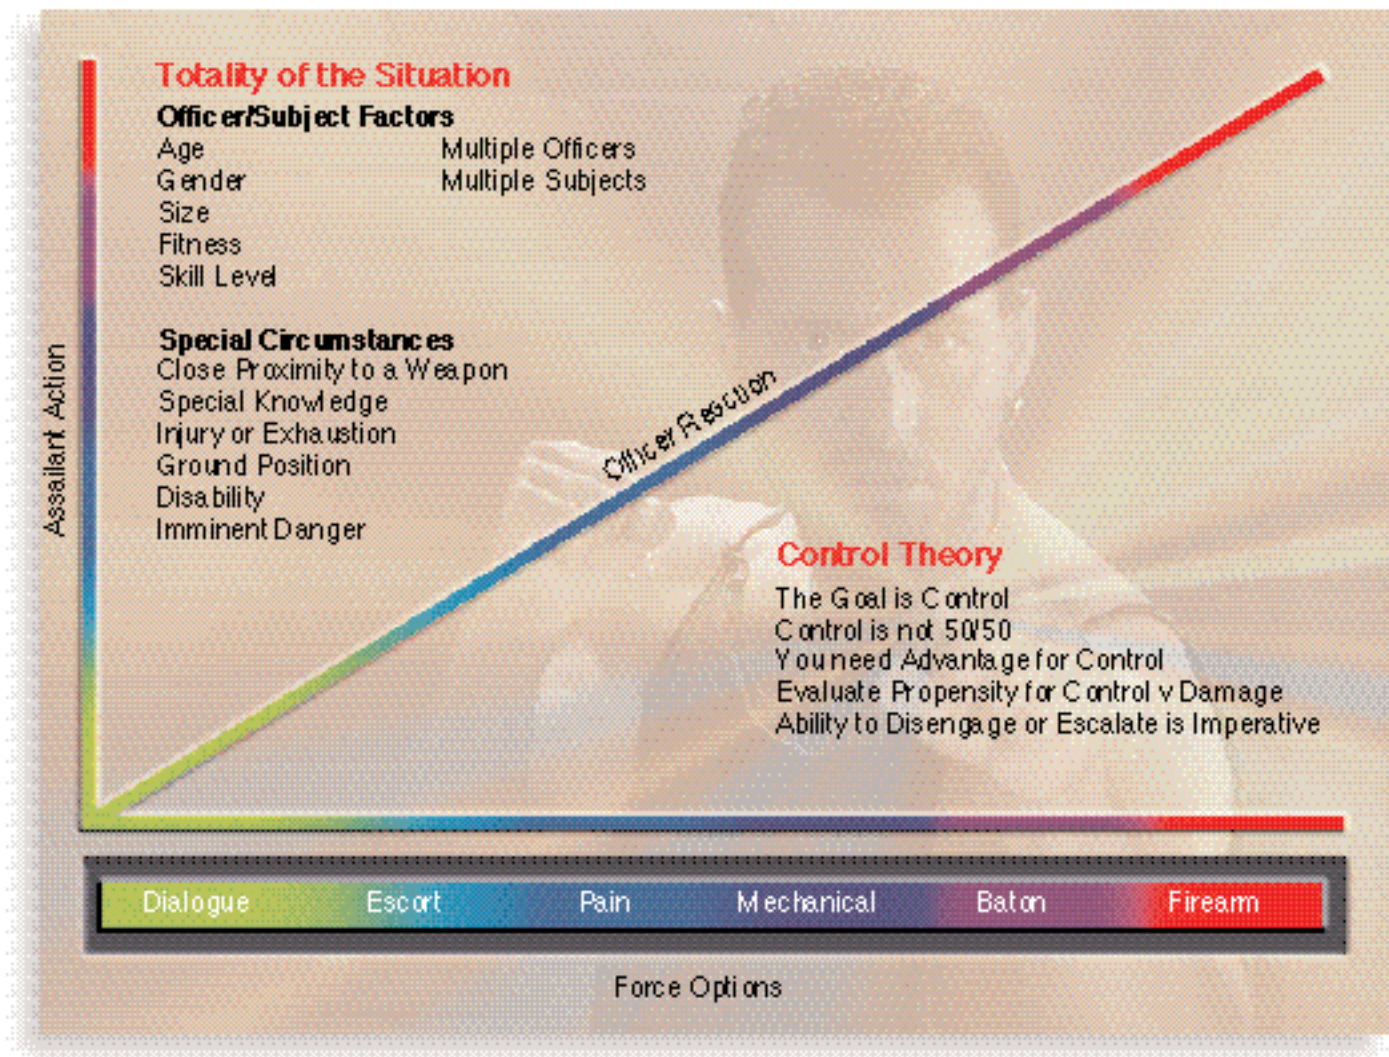 Totality of the Situation
Officer/Subject Factors
Age
Gender
Size
Fitness
Skill Level
Multiple Officers
Multiple Subjects
Special Circumstances
Close Proximity to a Weapon
Special Knowledge
Injury or Exhaustion
Ground Position
Disability
Imminent Danger
Assailant Action
Officer Reaction
Control Theory
The Goal is Control
Control is not 50/50
You need Advantage for Control
Evaluate Propensity for Control v Damage
Ability to Disengage or Escalate is Imperative
Dialogue Escort Pain Mechanical Baton Firearm
Force Options